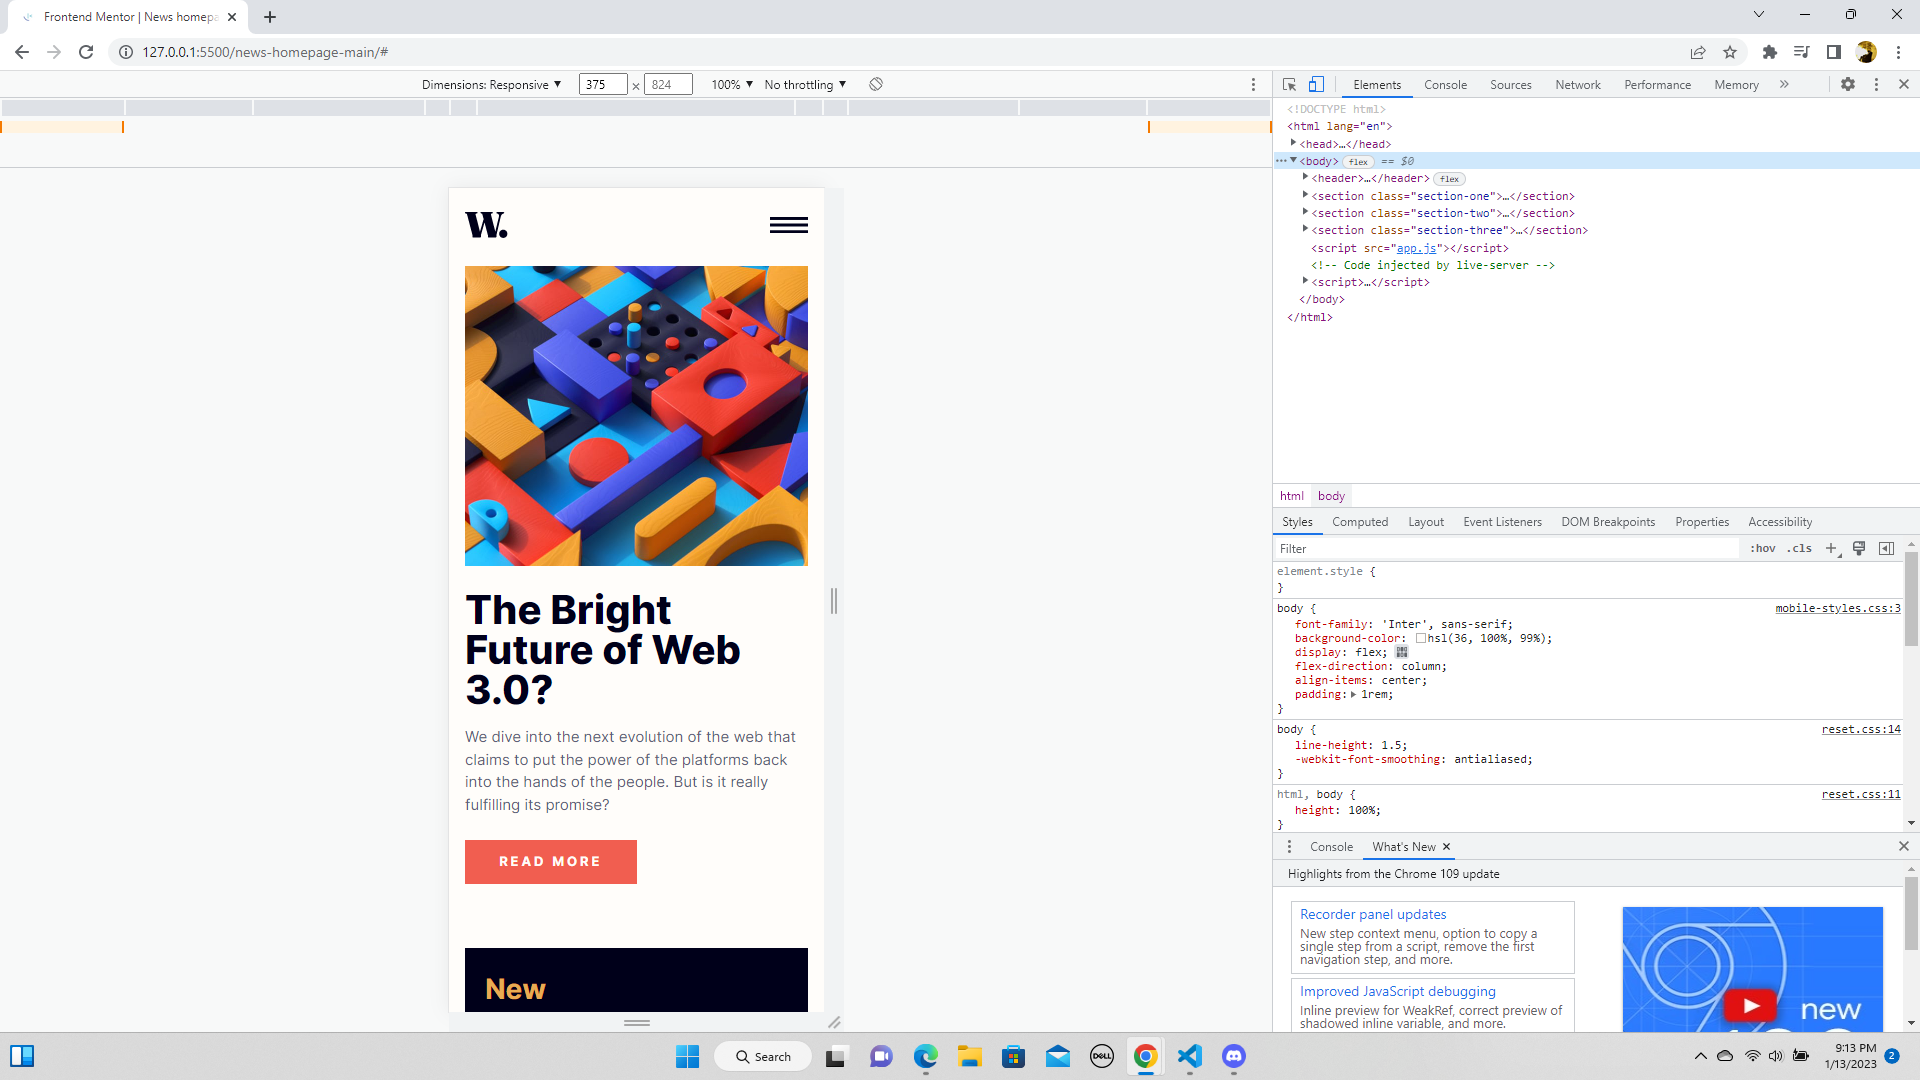 Frontend Mentor | News homepa
127.0.0.1:5500/news-homepage-main/#
Dimensions: Responsive ▼ 375 × 824 100% ▼ No throttling ▼
W.
The Bright
Future of Web
3.0?
We dive into the next evolution of the web that
claims to put the power of the platforms back
into the hands of the people. But is it really
fulfilling its promise?
READ MORE
New
Elements Console Sources Network Performance Memory »
<!DOCTYPE html>
<html lang="en">
<head>…</head>
<body> flex == $0
<header>…</header> flex
<section class="section-one">…</section>
<section class="section-two">…</section>
<section class="section-three">…</section>
<script src="app.js"></script>
<!-- Code injected by live-server -->
<script>…</script>
</body>
</html>
html body
Styles Computed Layout Event Listeners DOM Breakpoints Properties Accessibility
Filter :hov .cls +
element.style {
}
body { mobile-styles.css:3
font-family: 'Inter', sans-serif;
background-color: hsl(36, 100%, 99%);
display: flex;
flex-direction: column;
align-items: center;
padding: 1rem;
}
body { reset.css:14
line-height: 1.5;
-webkit-font-smoothing: antialiased;
}
html, body { reset.css:11
height: 100%;
}
Console What's New
Highlights from the Chrome 109 update
Recorder panel updates
New step context menu, option to copy a
single step from a script, remove the first
navigation step, and more.
Improved JavaScript debugging
Inline preview for WeakRef, correct preview of
shadowed inline variable, and more.
new
Search
DELL
9:13 PM
1/13/2023
2